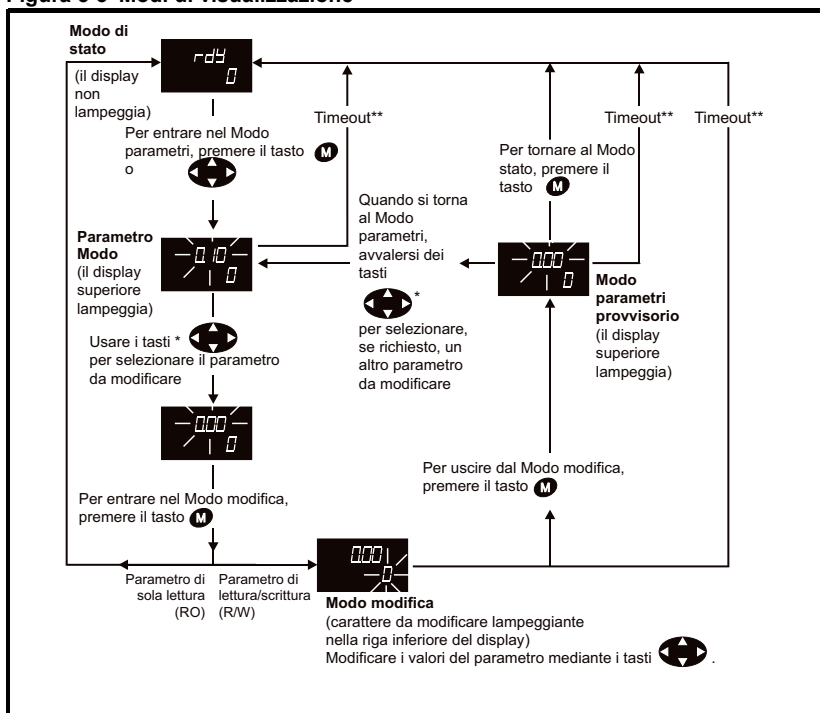 Figura Modi di visualizzazione
Modo di
stato
(il display
non
lampeggia)
rdY
0
Per entrare nel Modo
parametri, premere il tasto M
o
Timeout**
Parametro
Modo
(il display
superiore
lampeggia)
0.10
0
Usare i tasti *
per selezionare il parametro
da modificare
0.00
0
Per entrare nel Modo modifica,
premere il tasto M
Parametro di
sola lettura
(RO)
Parametro di
lettura/scrittura
(R/W)
Quando si torna
al Modo
parametri,
avvalersi dei
tasti
*
per selezionare,
se richiesto, un
altro parametro
da modificare
Per tornare al Modo
stato, premere il
tasto M
Timeout**
Timeout**
0.00
0
Modo
parametri
provvisorio
(il display
superiore
lampeggia)
Per uscire dal Modo modifica,
premere il tasto M
0.00
0
Modo modifica
(carattere da modificare lampeggiante
nella riga inferiore del display)
Modificare i valori del parametro mediante i tasti .